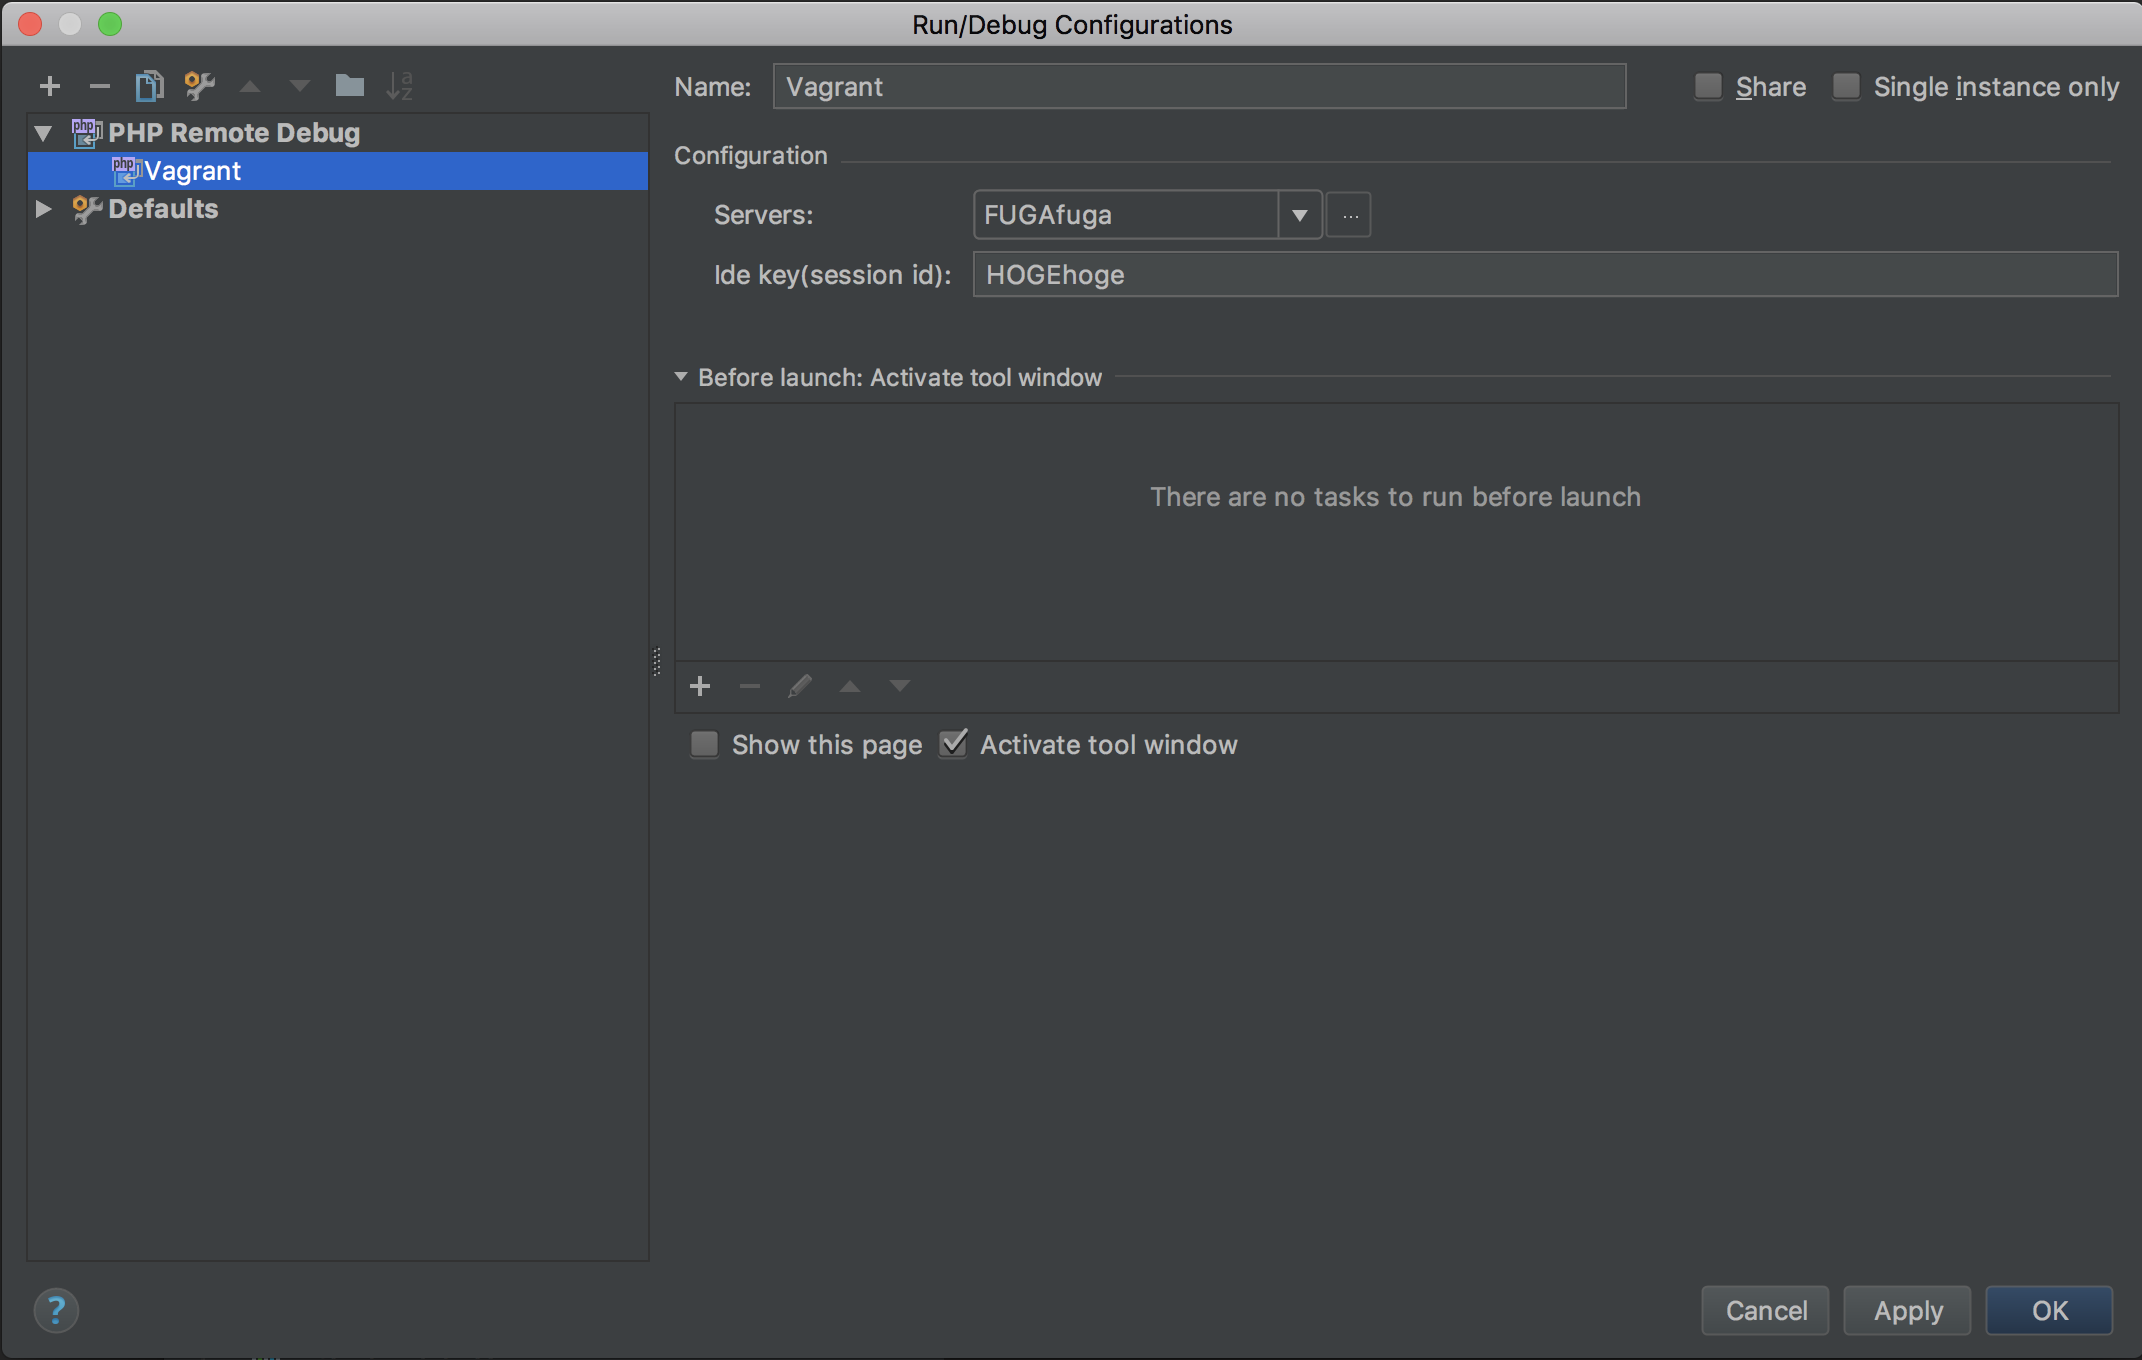 Run/Debug Configurations
Name: Vagrant Share Single instance only
PHP Remote Debug
Vagrant
Defaults
Configuration
Servers: FUGAfuga ...
Ide key(session id): HOGEhoge
Before launch: Activate tool window
There are no tasks to run before launch
Show this page Activate tool window
? Cancel Apply OK